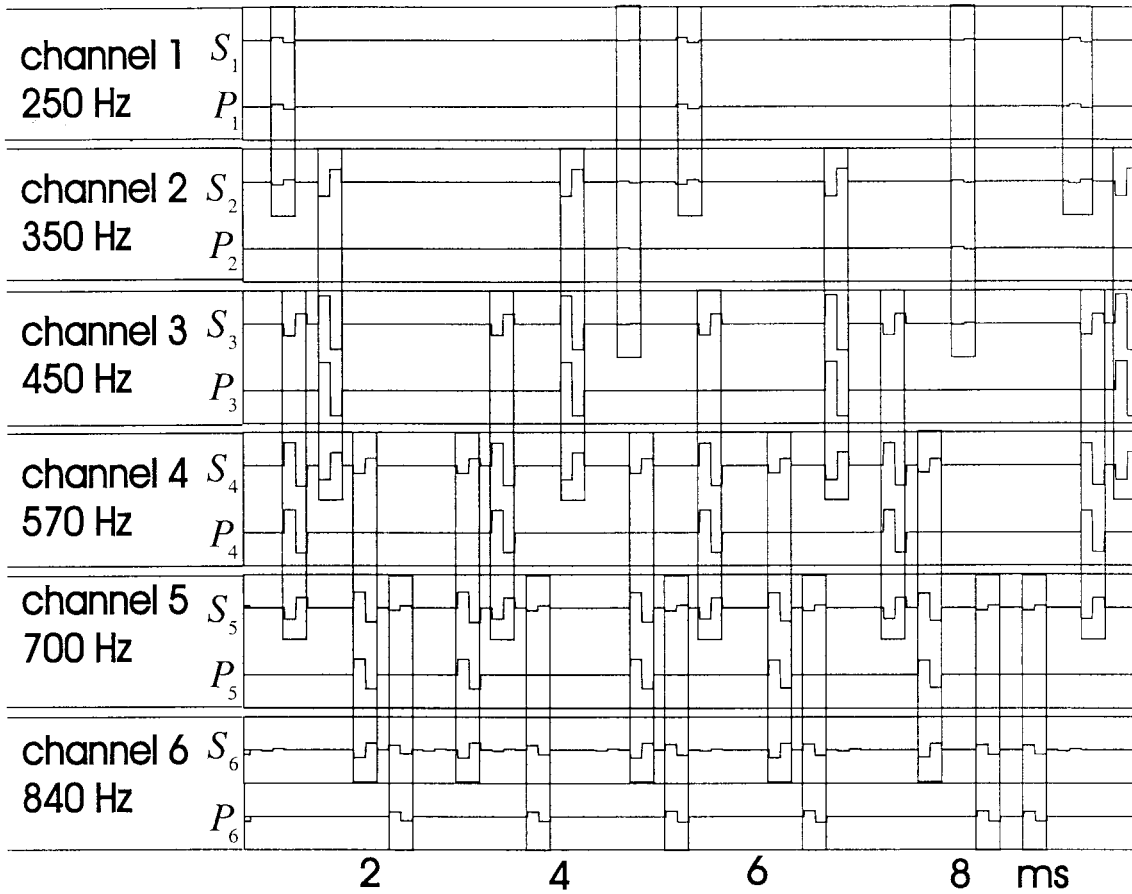 channel 1 S₁
250 Hz P₁
channel 2 S₂
350 Hz P₂
channel 3 S₃
450 Hz P₃
channel 4 S₄
570 Hz P₄
channel 5 S₅
700 Hz P₅
channel 6 S₆
840 Hz P₆
2 4 6 8 ms